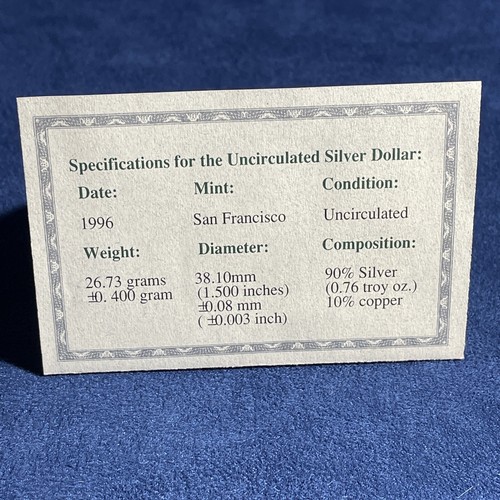 Specifications for the Uncirculated Silver Dollar:
Date: Mint: Condition:
1996 San Francisco Uncirculated
Weight: Diameter: Composition:
26.73 grams 38.10mm 90% Silver
±0. 400 gram (1.500 inches) (0.76 troy oz.)
±0.08 mm 10% copper
( ±0.003 inch)